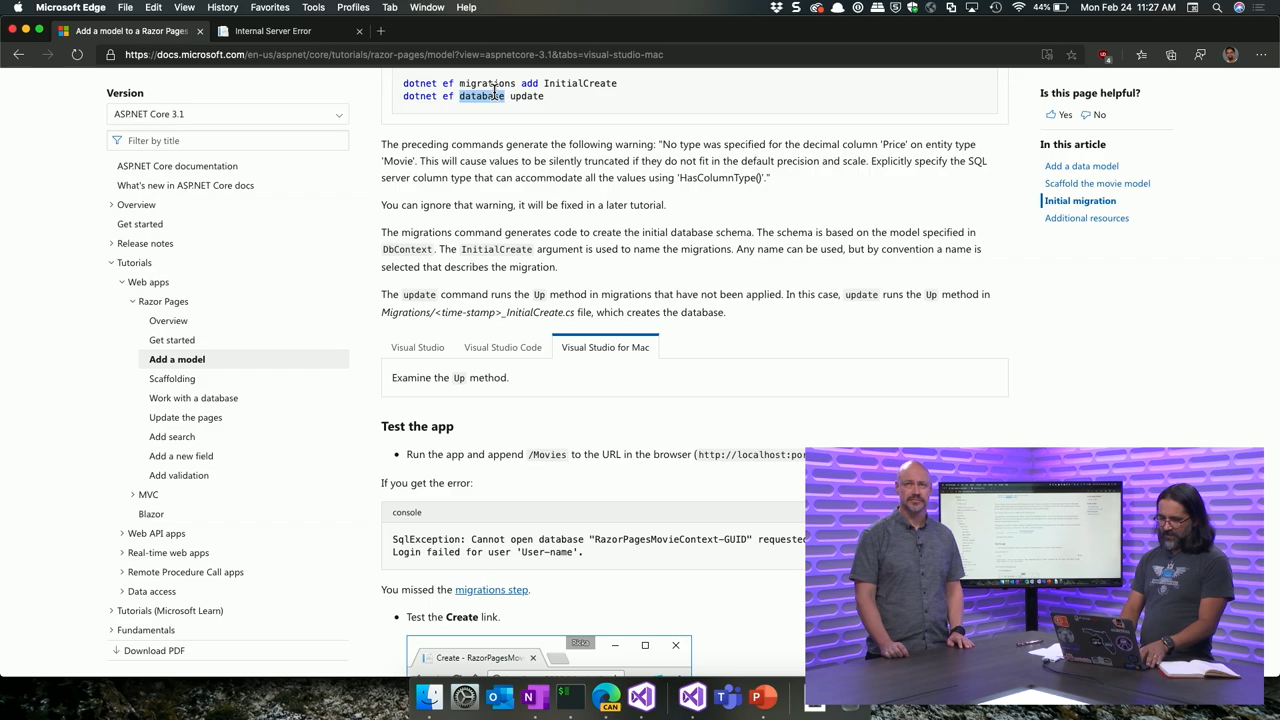 Microsoft Edge File Edit View History Favorites Tools Profiles Tab Window Help
44% Mon Feb 24 11:27 AM
Add a model to a Razor Pages
Internal Server Error
https://docs.microsoft.com/en-us/aspnet/core/tutorials/razor-pages/model?view=aspnetcore-3.1&tabs=visual-studio-mac
Version
ASP.NET Core 3.1
Filter by title
ASP.NET Core documentation
What's new in ASP.NET Core docs
Overview
Get started
Release notes
Tutorials
Web apps
Razor Pages
Overview
Get started
Add a model
Scaffolding
Work with a database
Update the pages
Add search
Add a new field
Add validation
MVC
Blazor
Web API apps
Real-time web apps
Remote Procedure Call apps
Data access
Tutorials (Microsoft Learn)
Fundamentals
Download PDF
dotnet ef migrations add InitialCreate
dotnet ef database update
The preceding commands generate the following warning: "No type was specified for the decimal column 'Price' on entity type
'Movie'. This will cause values to be silently truncated if they do not fit in the default precision and scale. Explicitly specify the SQL
server column type that can accommodate all the values using 'HasColumnType()'."
You can ignore that warning, it will be fixed in a later tutorial.
The migrations command generates code to create the initial database schema. The schema is based on the model specified in
DbContext. The InitialCreate argument is used to name the migrations. Any name can be used, but by convention a name is
selected that describes the migration.
The update command runs the Up method in migrations that have not been applied. In this case, update runs the Up method in
Migrations/<time-stamp>_InitialCreate.cs file, which creates the database.
Visual Studio Visual Studio Code Visual Studio for Mac
Examine the Up method.
Test the app
• Run the app and append /Movies to the URL in the browser (http://localhost:por
If you get the error:
console
SqlException: Cannot open database "RazorPagesMovieContext-GUID" requested
Login failed for user 'User-name'.
You missed the migrations step.
• Test the Create link.
Create - RazorPagesMov
Is this page helpful?
Yes No
In this article
Add a data model
Scaffold the movie model
Initial migration
Additional resources
CAN